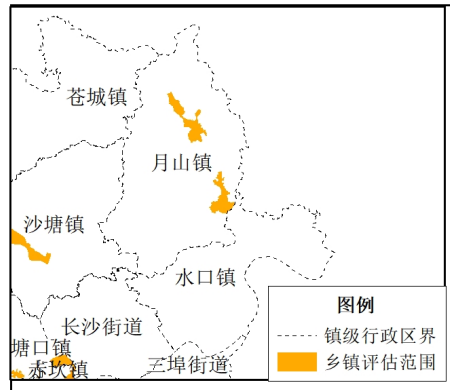 苍城镇
月山镇
沙塘镇
水口镇
长沙街道
塘口镇
赤坎镇
三埠街道
图例
镇级行政区界
乡镇评估范围